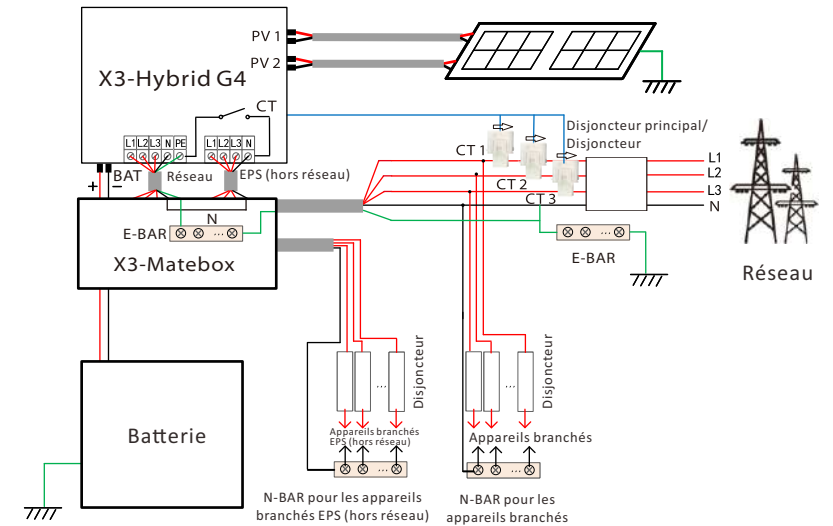 X3-Hybrid G4
PV 1
PV 2
CT
L1 L2 L3 N PE
L1 L2 L3 N
+
–
BAT
Réseau
EPS (hors réseau)
CT 1
CT 2
CT 3
Disjoncteur principal/
Disjoncteur
L1
L2
L3
N
Réseau
N
E-BAR
...
X3-Matebox
...
E-BAR
Batterie
...
Disjoncteur
Appareils branchés
EPS (hors réseau)
...
N-BAR pour les appareils
branchés EPS (hors réseau)
...
Disjoncteur
Appareils branchés
...
N-BAR pour les
appareils branchés